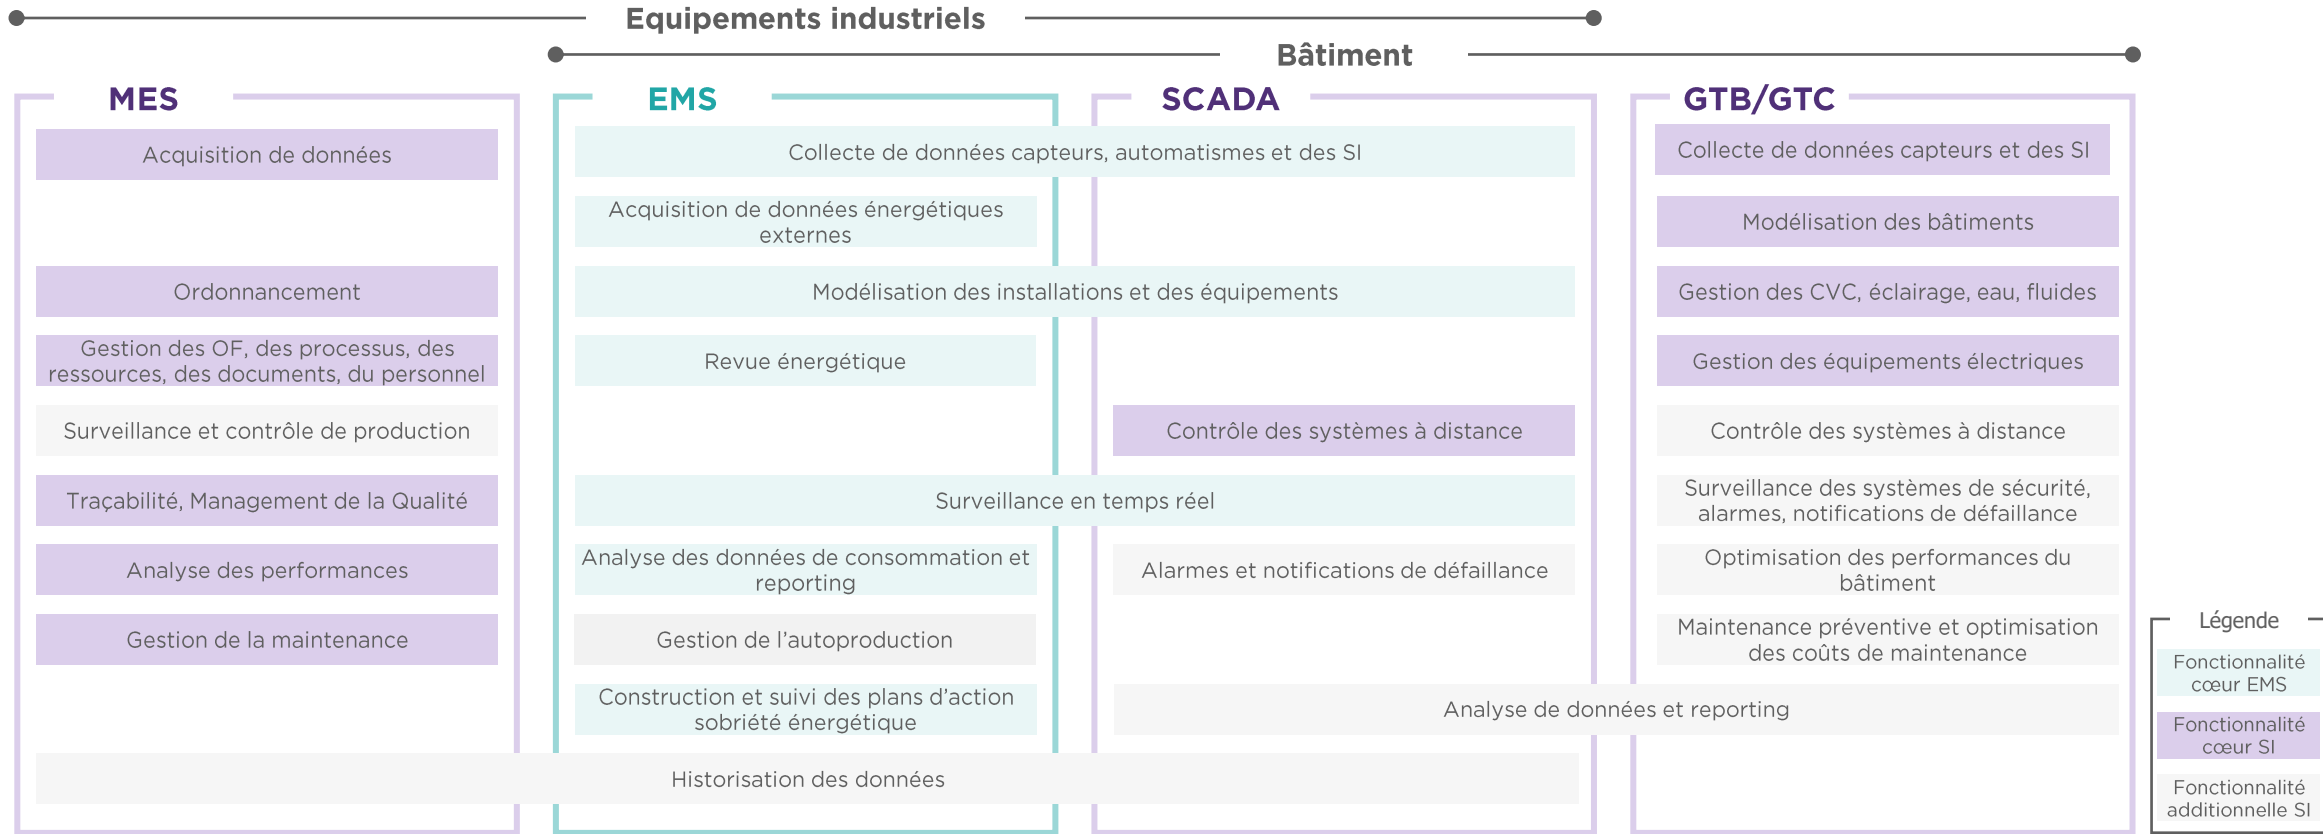 Equipements industriels
Bâtiment
MES
Acquisition de données
Ordonnancement
Gestion des OF, des processus, des
ressources, des documents, du personnel
Surveillance et contrôle de production
Traçabilité, Management de la Qualité
Analyse des performances
Gestion de la maintenance
EMS
SCADA
Collecte de données capteurs, automatismes et des SI
Acquisition de données énergétiques
externes
Modélisation des installations et des équipements
Revue énergétique
Contrôle des systèmes à distance
Surveillance en temps réel
Analyse des données de consommation et
reporting
Alarmes et notifications de défaillance
Gestion de l'autoproduction
Construction et suivi des plans d'action
sobriété énergétique
Historisation des données
GTB/GTC
Collecte de données capteurs et des SI
Modélisation des bâtiments
Gestion des CVC, éclairage, eau, fluides
Gestion des équipements électriques
Contrôle des systèmes à distance
Surveillance des systèmes de sécurité,
alarmes, notifications de défaillance
Optimisation des performances du
bâtiment
Maintenance préventive et optimisation
des coûts de maintenance
Analyse de données et reporting
Légende
Fonctionnalité
cœur EMS
Fonctionnalité
cœur SI
Fonctionnalité
additionnelle SI